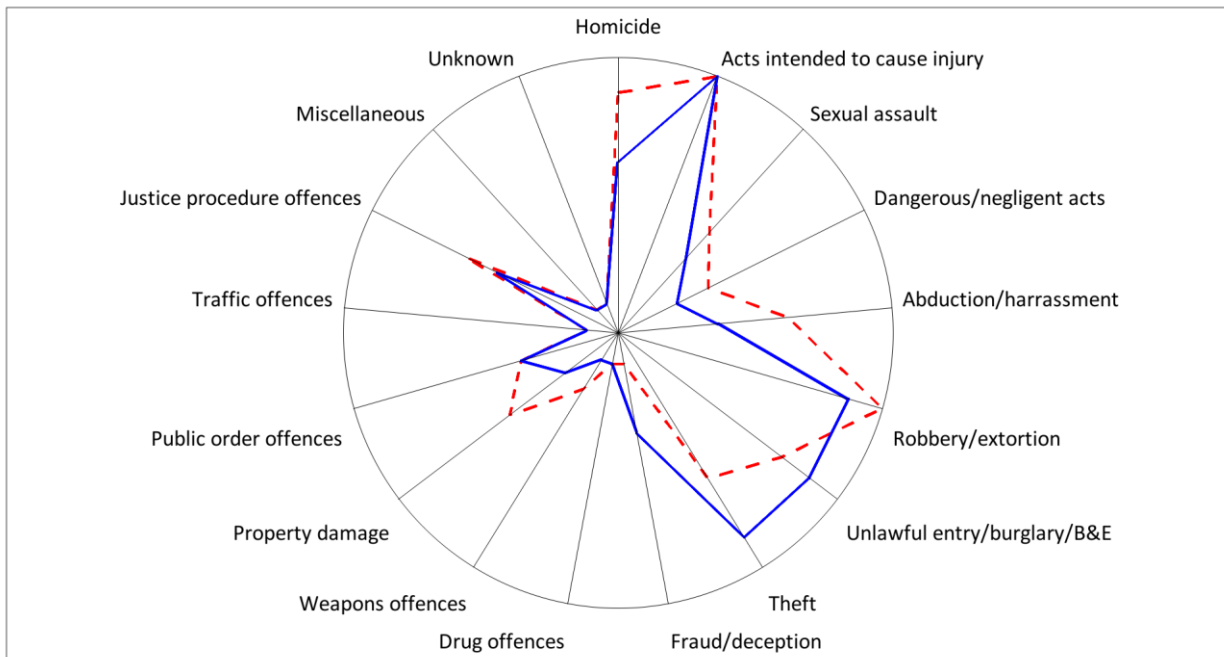 Homicide
Acts intended to cause injury
Sexual assault
Dangerous/negligent acts
Abduction/harrassment
Robbery/extortion
Unlawful entry/burglary/B&E
Theft
Fraud/deception
Drug offences
Weapons offences
Property damage
Public order offences
Traffic offences
Justice procedure offences
Miscellaneous
Unknown